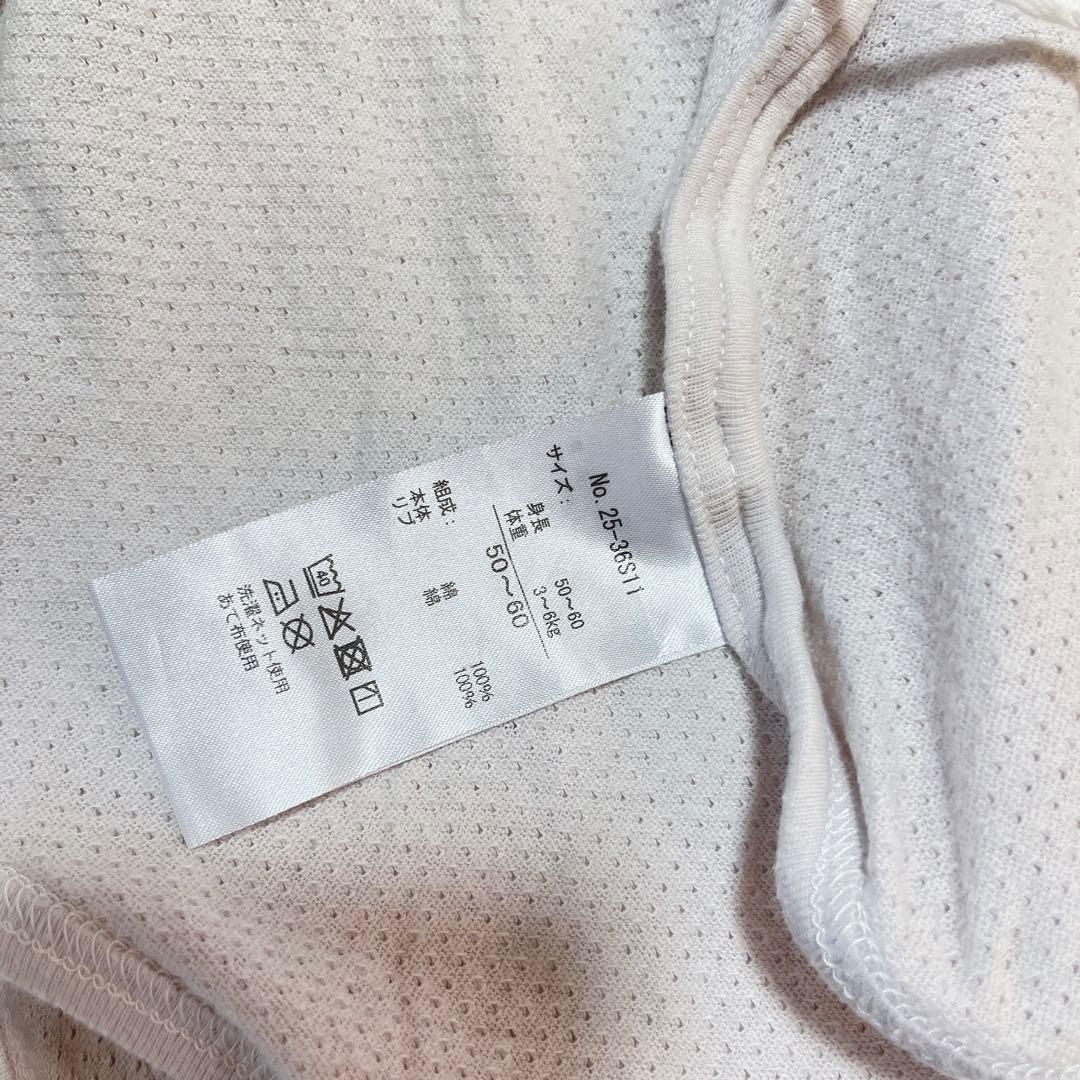 No.25-36S11
サイズ:
身長 50～60
体重 3～6kg
50～60
組成:
本体 綿 100%
リブ 綿 100%
40
洗濯ネット使用
あて布使用